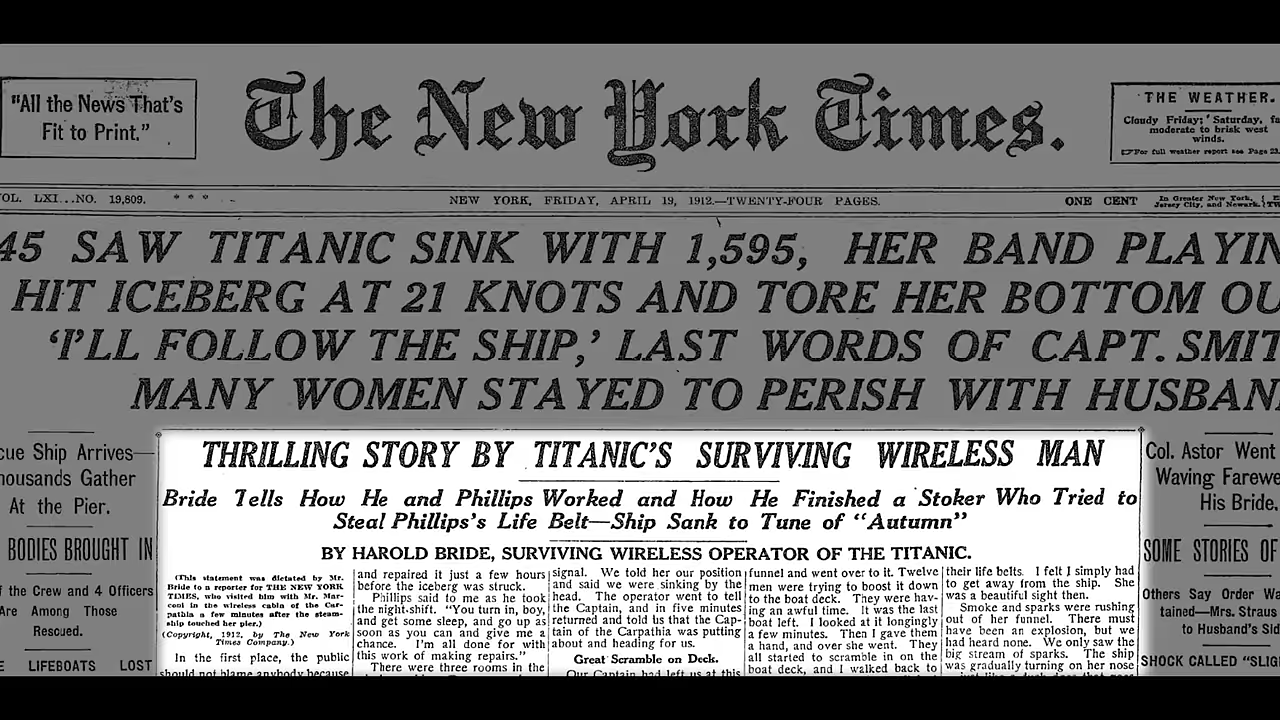 "All the News That's
Fit to Print."
The New York Times.
THE WEATHER.
Cloudy Friday; Saturday,
moderate to brisk west
winds.
For full weather report see Page 23.
VOL. LXI...NO. 19,809. * * *
NEW YORK, FRIDAY, APRIL 19, 1912.—TWENTY-FOUR PAGES.
ONE CENT
In Greater New York,
Jersey City, and Newark.
45 SAW TITANIC SINK WITH 1,595, HER BAND PLAYIN
HIT ICEBERG AT 21 KNOTS AND TORE HER BOTTOM OU
'I'LL FOLLOW THE SHIP,' LAST WORDS OF CAPT. SMIT
MANY WOMEN STAYED TO PERISH WITH HUSBAN
cue Ship Arrives—
housands Gather
At the Pier.
BODIES BROUGHT IN
f the Crew and 4 Officers
Are Among Those
Rescued.
LIFEBOATS LOST
THRILLING STORY BY TITANIC'S SURVIVING WIRELESS MAN
Bride Tells How He and Phillips Worked and How He Finished a Stoker Who Tried to
Steal Phillips's Life Belt—Ship Sank to Tune of "Autumn"
BY HAROLD BRIDE, SURVIVING WIRELESS OPERATOR OF THE TITANIC.
(This statement was dictated by Mr.
Bride to a reporter for THE NEW YORK
TIMES, who visited him with Mr. Mar-
coni in the wireless cabin of the Car-
pathia a few minutes after the steam-
ship touched her pier.)
(Copyright, 1912, by The New York
Times Company.)
In the first place, the public
should not blame anybody because
and repaired it just a few hours
before the iceberg was struck.
Phillips said to me as he took
the night-shift. "You turn in, boy,
and get some sleep, and go up as
soon as you can and give me a
chance. I'm all done for with
this work of making repairs."
There were three rooms in the
signal. We told her our position
and said we were sinking by the
head. The operator went to tell
the Captain, and in five minutes
returned and told us that the Cap-
tain of the Carpathia was putting
about and heading for us.
Great Scramble on Deck.
Our Captain had left us at this
funnel and went over to it. Twelve
men were trying to boost it down
to the boat deck. They were hav-
ing an awful time. It was the last
boat left. I looked at it longingly
a few minutes. Then I gave them
a hand, and over she went. They
all started to scramble in on the
boat deck, and I walked back to
their life belts. I felt I simply had
to get away from the ship. She
was a beautiful sight then.
Smoke and sparks were rushing
out of her funnel. There must
have been an explosion, but we
had heard none. We only saw the
big stream of sparks. The ship
was gradually turning on her nose
just like a duck does that goes
Col. Astor Went
Waving Farewe
His Bride.
SOME STORIES OF
Others Say Order Wa
tained—Mrs. Straus
to Husband's Sid
SHOCK CALLED "SLIG